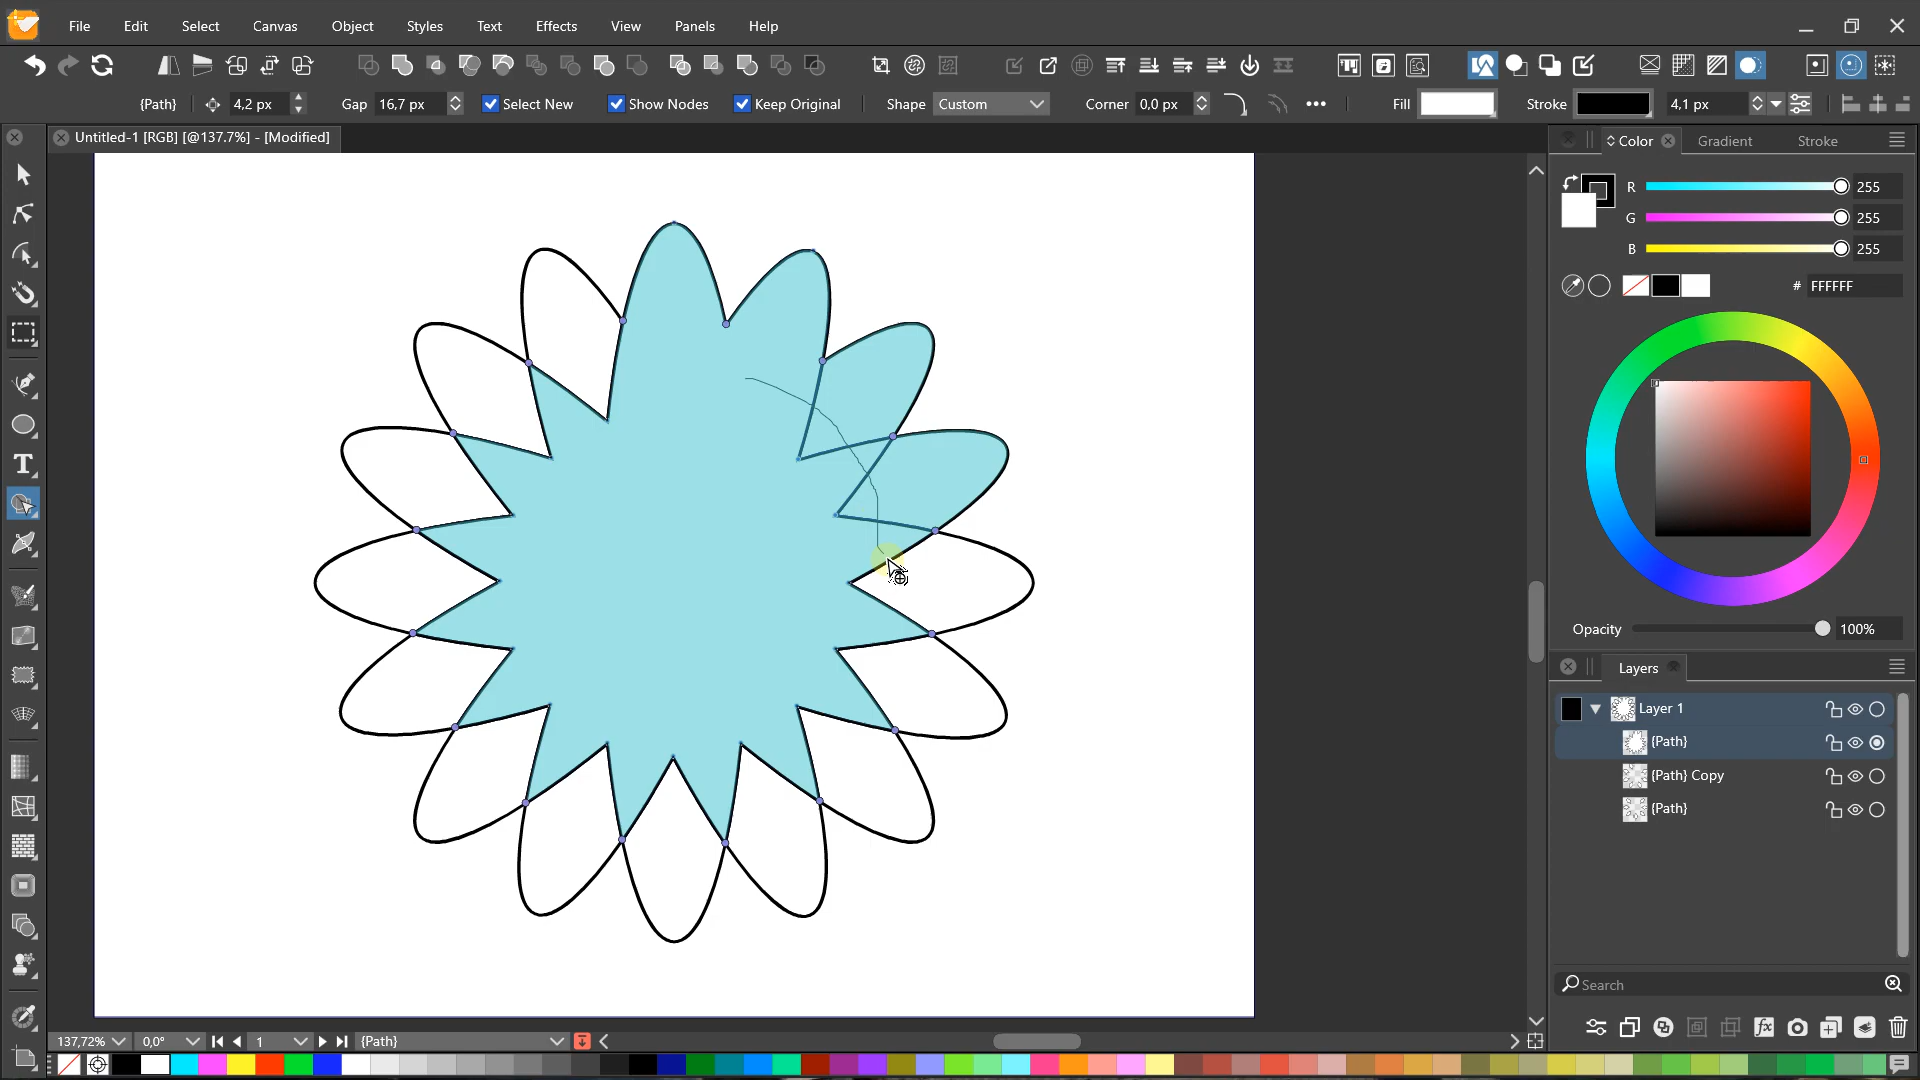 File Edit Select Canvas Object Styles Text Effects View Panels Help
{Path} 4,2 px Gap 16,7 px Select New Show Nodes Keep Original Shape Custom Corner 0,0 px Fill Stroke 4,1 px
Untitled-1 [RGB] [@137.7%] - [Modified]
Color Gradient Stroke
R 255
G 255
B 255
# FFFFFF
Opacity 100%
Layers
Layer 1
{Path}
{Path} Copy
{Path}
Search
137,72% 0,0° 1 {Path}